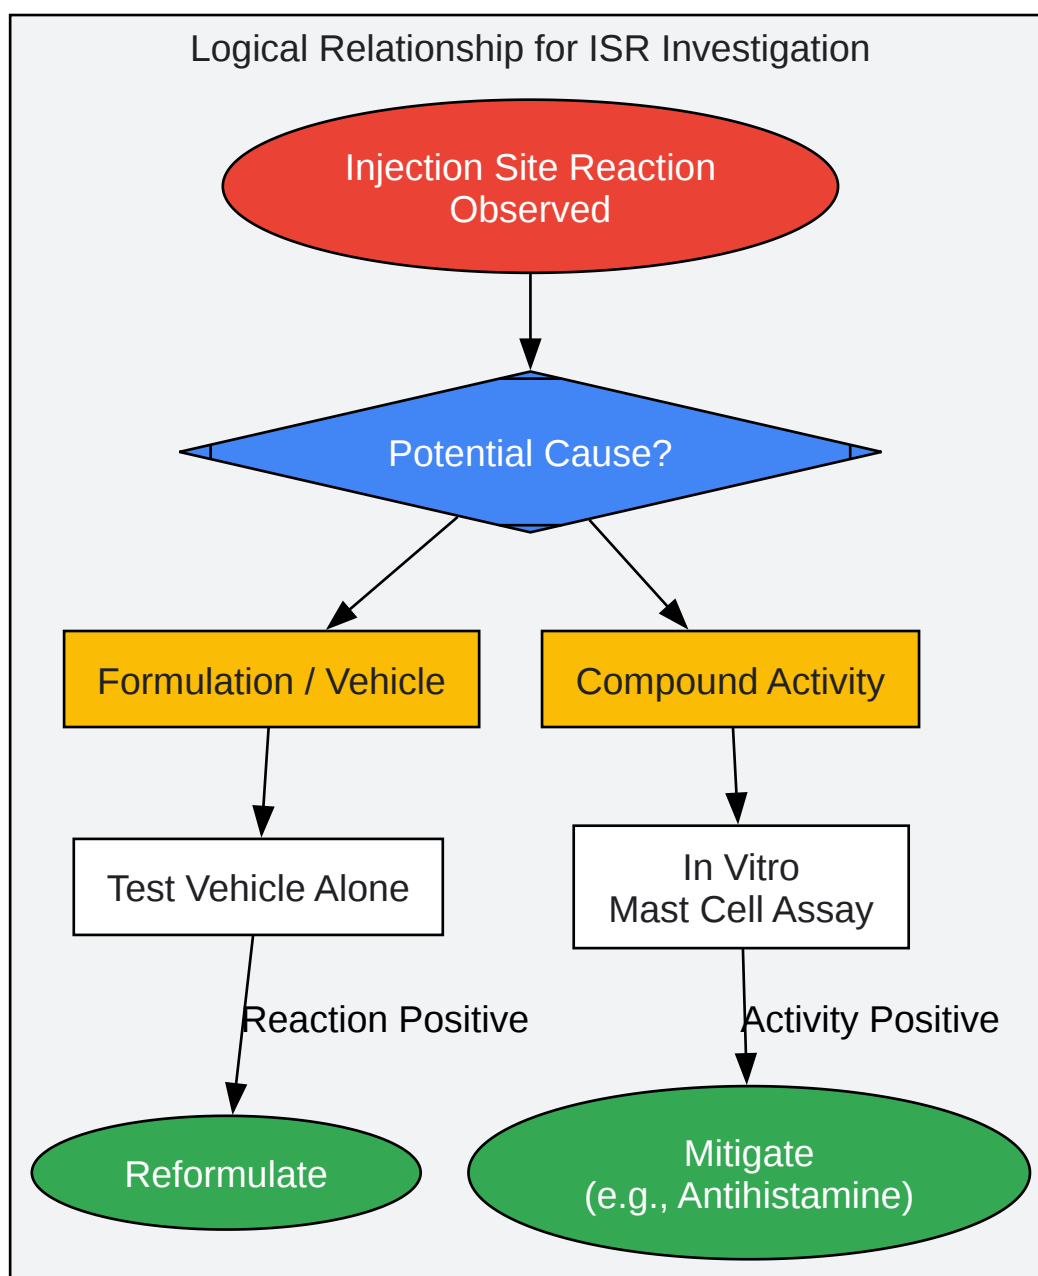 Logical Relationship for ISR Investigation
Injection Site Reaction
Observed
Potential Cause?
Formulation / Vehicle
Compound Activity
Test Vehicle Alone
In Vitro
Mast Cell Assay
Reaction Positive
Activity Positive
Reformulate
Mitigate
(e.g., Antihistamine)